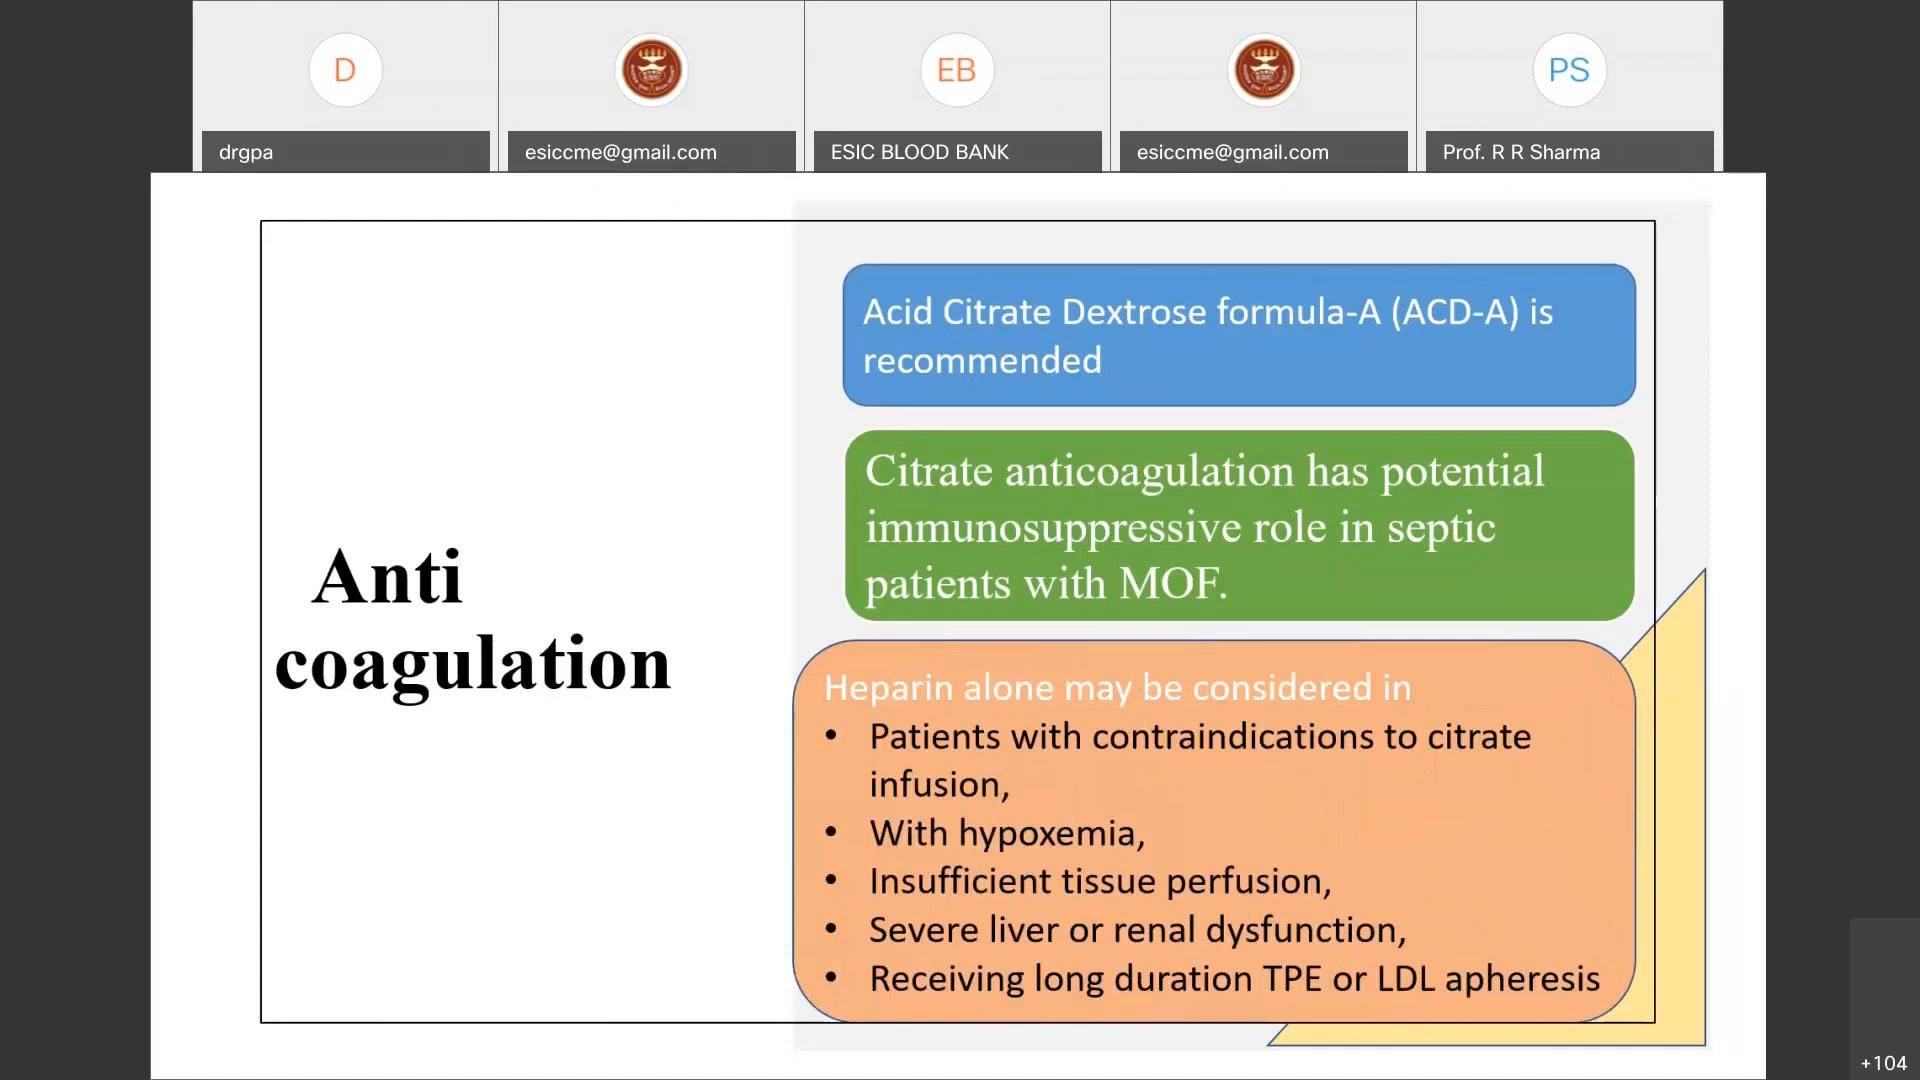 D
EB
PS
drgpa
esiccme@gmail.com
ESIC BLOOD BANK
esiccme@gmail.com
Prof. R R Sharma
Anti
coagulation
Acid Citrate Dextrose formula-A (ACD-A) is
recommended
Citrate anticoagulation has potential
immunosuppressive role in septic
patients with MOF.
Heparin alone may be considered in
• Patients with contraindications to citrate
infusion,
• With hypoxemia,
• Insufficient tissue perfusion,
• Severe liver or renal dysfunction,
• Receiving long duration TPE or LDL apheresis
+104